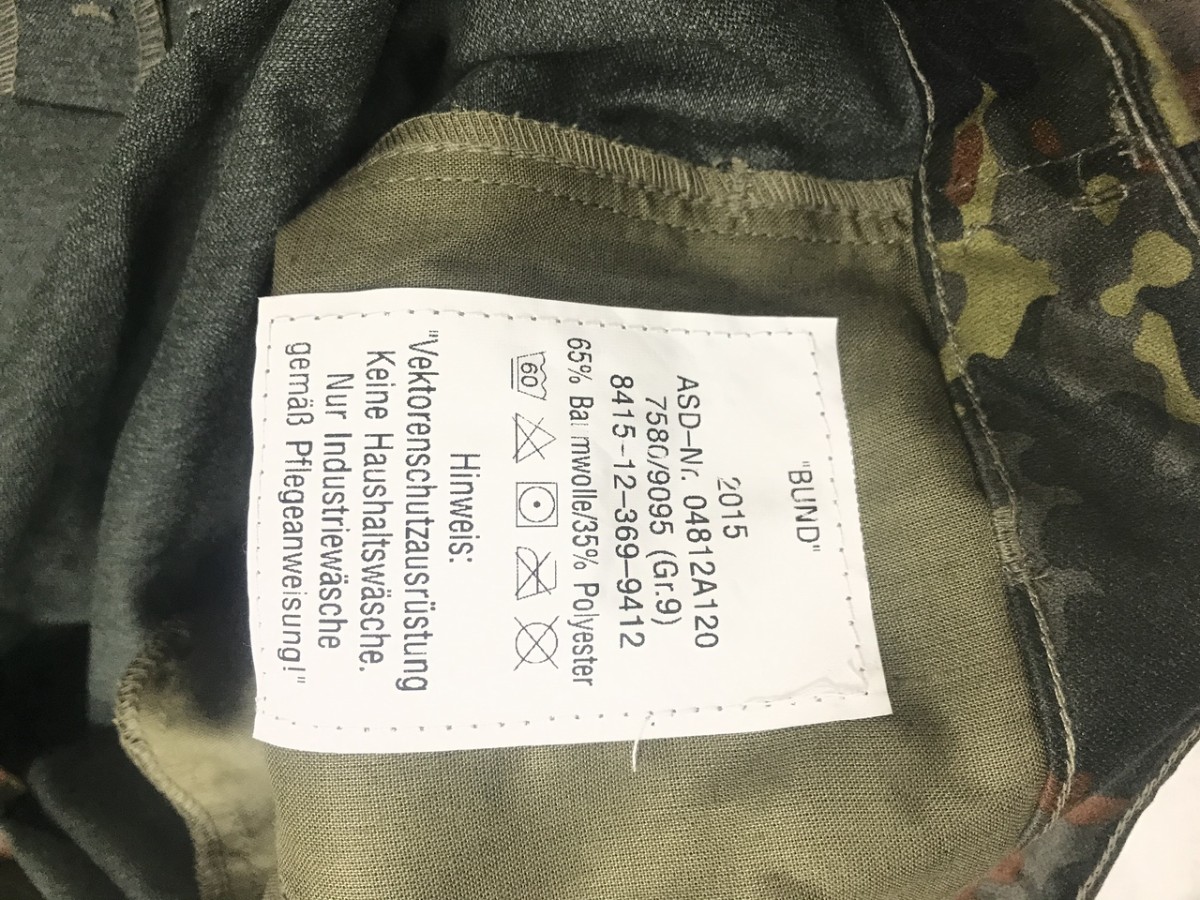 "BUND"
2015
ASD-Nr. 04812A120
7580/9095 (Gr.9)
8415-12-369-9412
65% Baumwolle/35% Polyester
60
Hinweis:
"Vektorenschutzausrüstung
Keine Haushaltswäsche.
Nur Industriewäsche
gemäß Pflegeanweisung!"